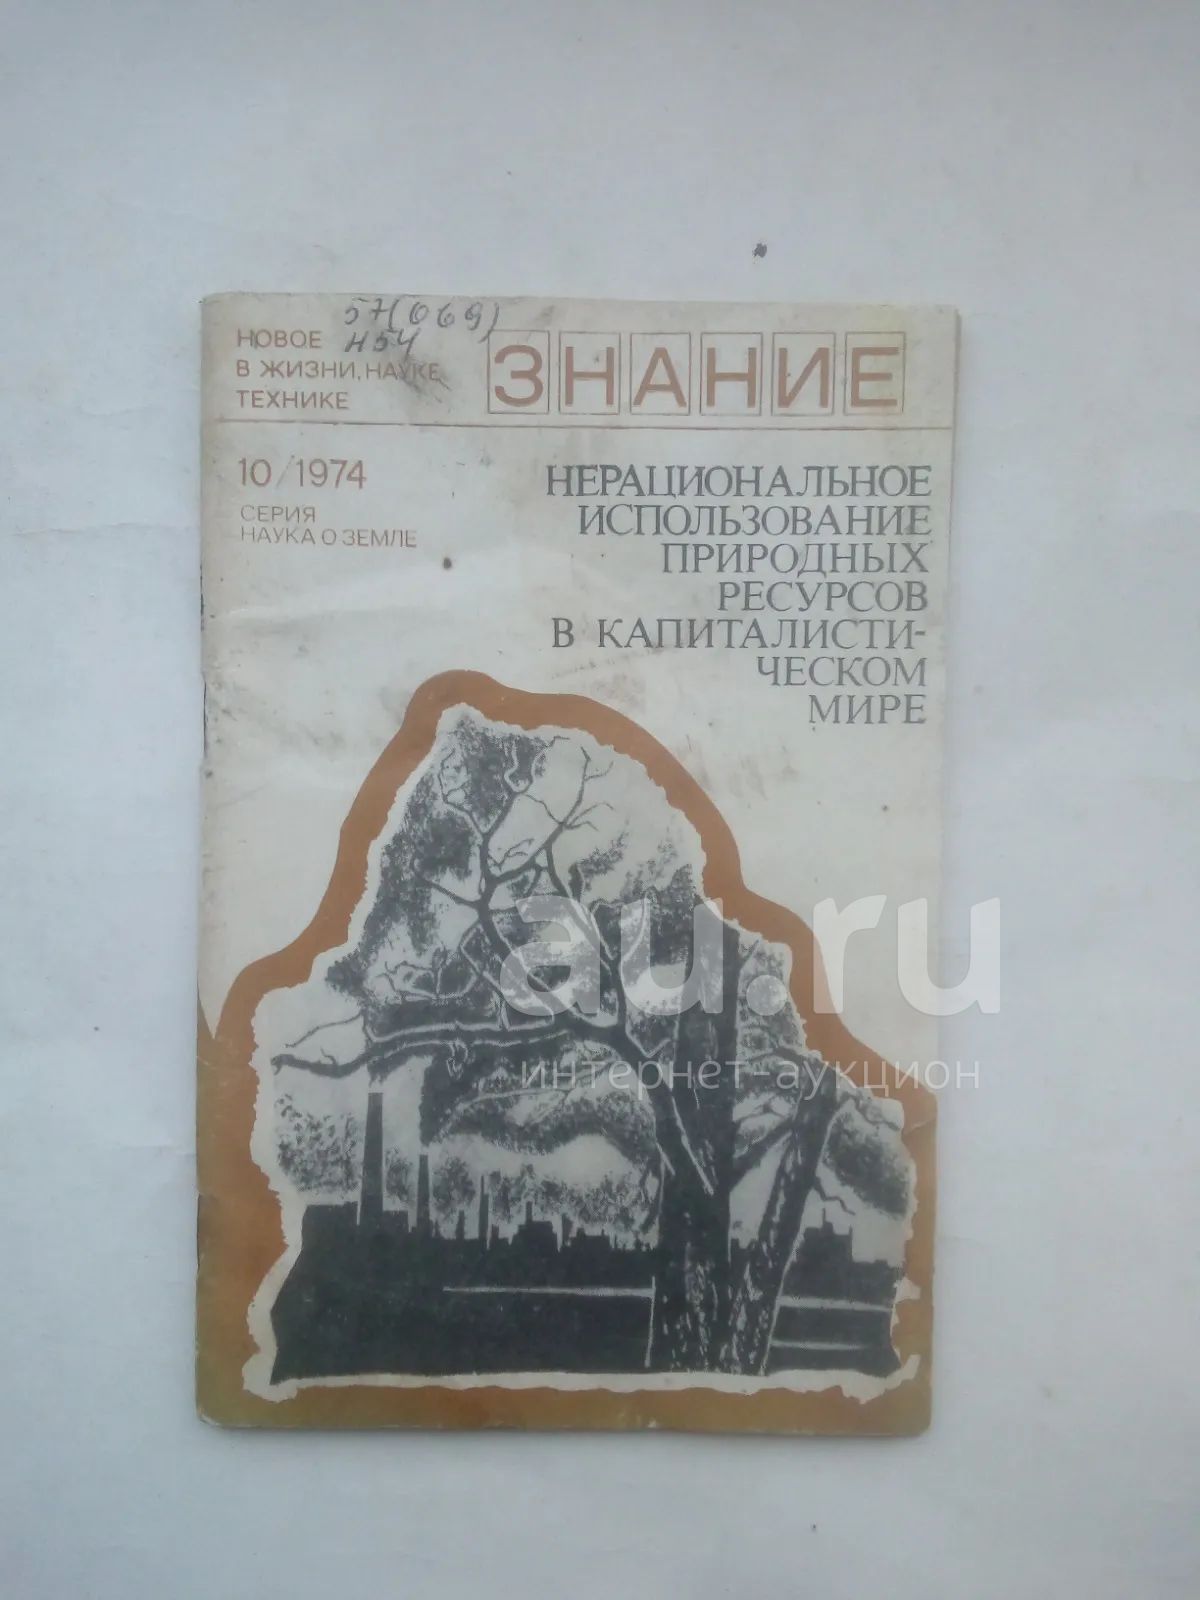 57(069)
Н54
НОВОЕ
В ЖИЗНИ, НАУКЕ,
ТЕХНИКЕ
ЗНАНИЕ
10/1974
СЕРИЯ
НАУКА О ЗЕМЛЕ
НЕРАЦИОНАЛЬНОЕ
ИСПОЛЬЗОВАНИЕ
ПРИРОДНЫХ
РЕСУРСОВ
В КАПИТАЛИСТИ-
ЧЕСКОМ
МИРЕ
au.ru
интернет-аукцион